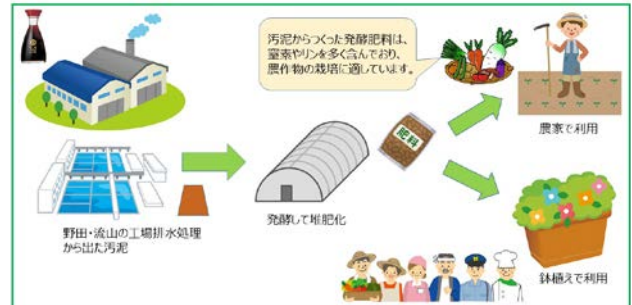 汚泥からつくった発酵肥料は、
窒素やリンを多く含んでおり、
農作物の栽培に適しています。
農家で利用
肥料
発酵して堆肥化
野田・流山の工場排水処理
から出た汚泥
鉢植えで利用